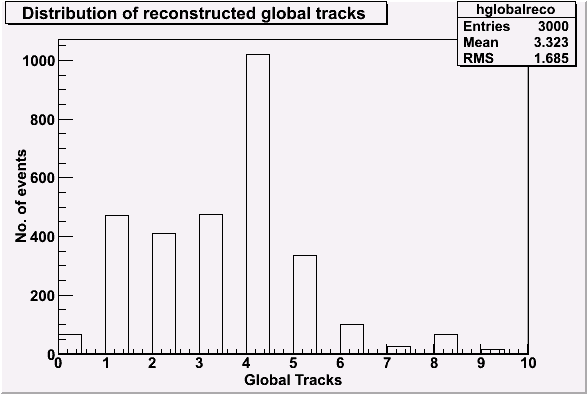 Distribution of reconstructed global tracks
hglobalreco
Entries 3000
Mean 3.323
RMS 1.685
No. of events
1000
800
600
400
200
0
0 1 2 3 4 5 6 7 8 9 10
Global Tracks